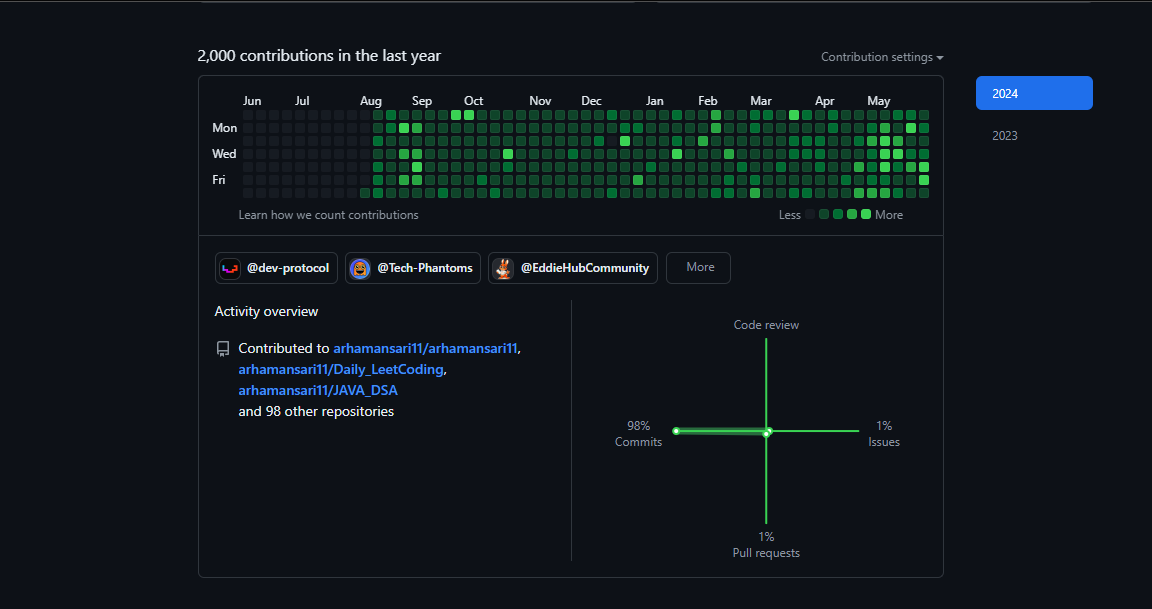 2,000 contributions in the last year
Contribution settings
2024
2023
Jun Jul Aug Sep Oct Nov Dec Jan Feb Mar Apr May
Mon
Wed
Fri
Learn how we count contributions
Less More
@dev-protocol @Tech-Phantoms @EddieHubCommunity More
Activity overview
Contributed to arhamansari11/arhamansari11,
arhamansari11/Daily_LeetCoding,
arhamansari11/JAVA_DSA
and 98 other repositories
Code review
98%
Commits
1%
Issues
1%
Pull requests